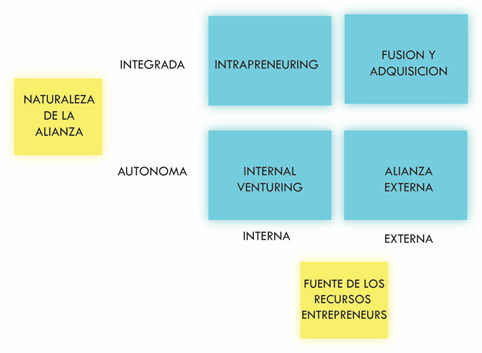 INTEGRADA
INTRAPRENEURING
FUSION Y
ADQUISICION
NATURALEZA
DE LA
ALIANZA
AUTONOMA
INTERNAL
VENTURING
ALIANZA
EXTERNA
INTERNA
EXTERNA
FUENTE DE LOS
RECURSOS
ENTREPRENEURS